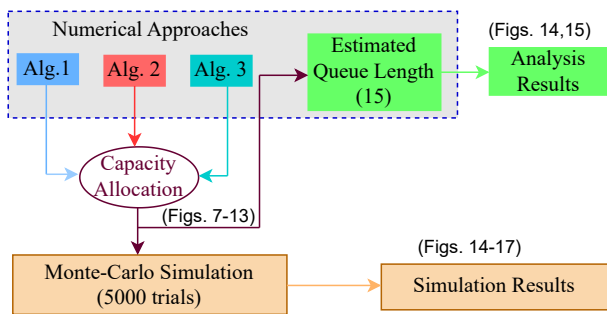 Numerical Approaches
Alg.1
Alg. 2
Alg. 3
Estimated
Queue Length
(15)
(Figs. 14,15)
Analysis
Results
Capacity
Allocation
(Figs. 7-13)
Monte-Carlo Simulation
(5000 trials)
(Figs. 14-17)
Simulation Results